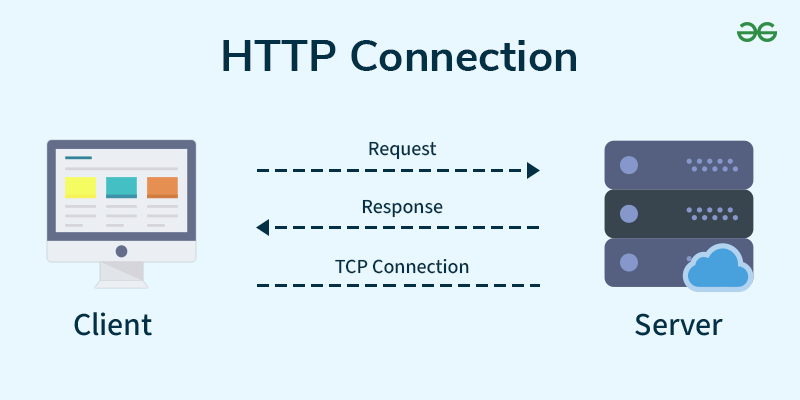 HTTP Connection
Request
Response
TCP Connection
Client
Server